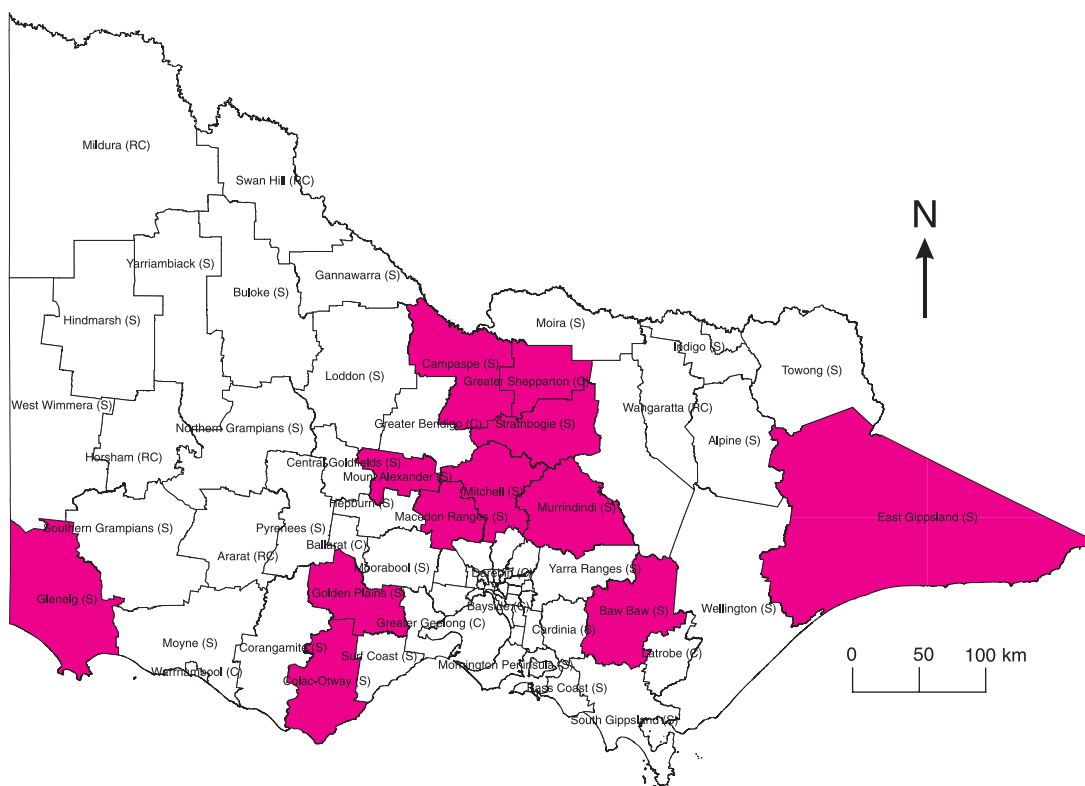 Mildura (RC)
Swan Hill (RC)
N
Yarriambiack (S)
Gannawarra (S)
Buloke (S)
Hindmarsh (S)
Moira (S)
Indigo (S)
Campaspe (S)
Towong (S)
Loddon (S)
Greater Shepparton (C)
West Wimmera (S)
Wangaratta (RC)
Northern Grampians (S)
Greater Bendigo (C)
Strathbogie (S)
Alpine (S)
Horsham (RC)
Central Goldfields (S)
Mount Alexander (S)
Mitchell (S)
Hepburn (S)
Murrindindi (S)
Macedon Ranges (S)
East Gippsland (S)
Southern Grampians (S)
Pyrenees (S)
Ballarat (C)
Ararat (RC)
Moorabool (S)
Yarra Ranges (S)
Darebin (C)
Glenelg (S)
Golden Plains (S)
Bayside (C)
Baw Baw (S)
Wellington (S)
Greater Geelong (C)
Cardinia (S)
Moyne (S)
Corangamite (S)
Surf Coast (S)
Latrobe (C)
Warrnambool (C)
Mornington Peninsula (S)
Colac-Otway (S)
Bass Coast (S)
South Gippsland (S)
0 50 100 km